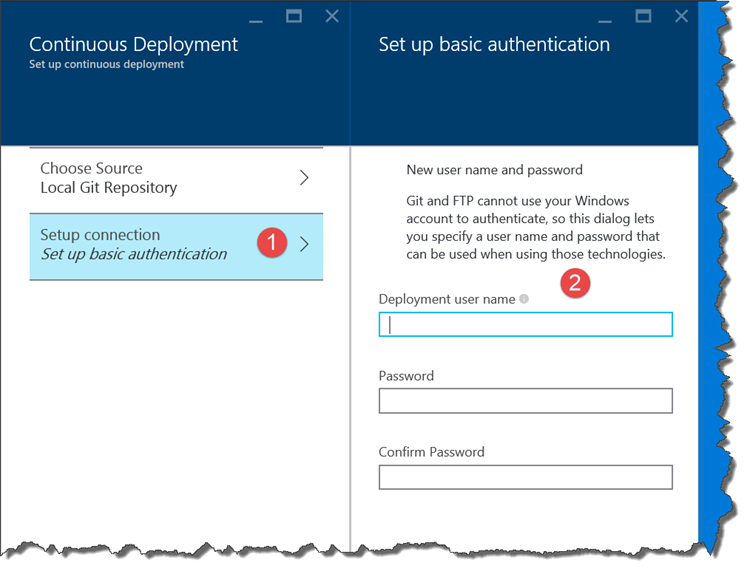 Continuous Deployment
Set up continuous deployment
Choose Source
Local Git Repository
Setup connection
Set up basic authentication
1
Set up basic authentication
New user name and password
Git and FTP cannot use your Windows
account to authenticate, so this dialog lets
you specify a user name and password that
can be used when using those technologies.
2
Deployment user name
Password
Confirm Password